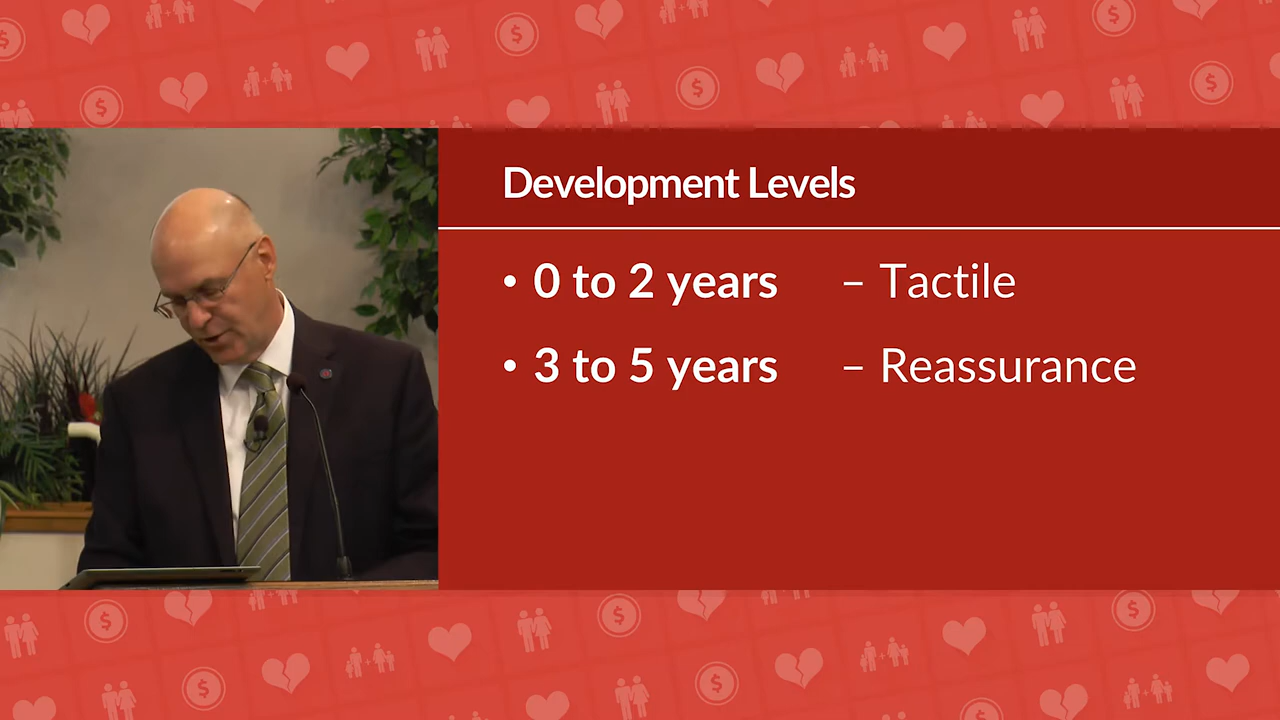 Development Levels
• 0 to 2 years – Tactile
• 3 to 5 years – Reassurance